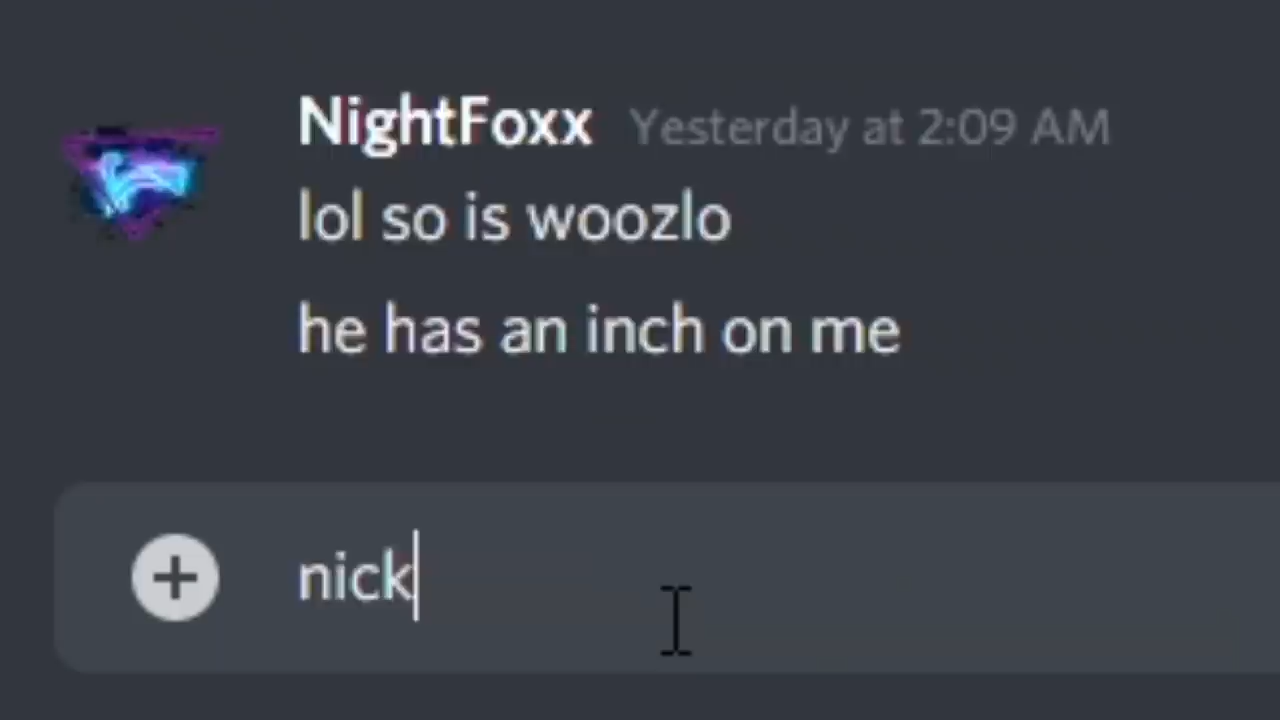 NightFoxx Yesterday at 2:09 AM
lol so is woozlo
he has an inch on me
nick